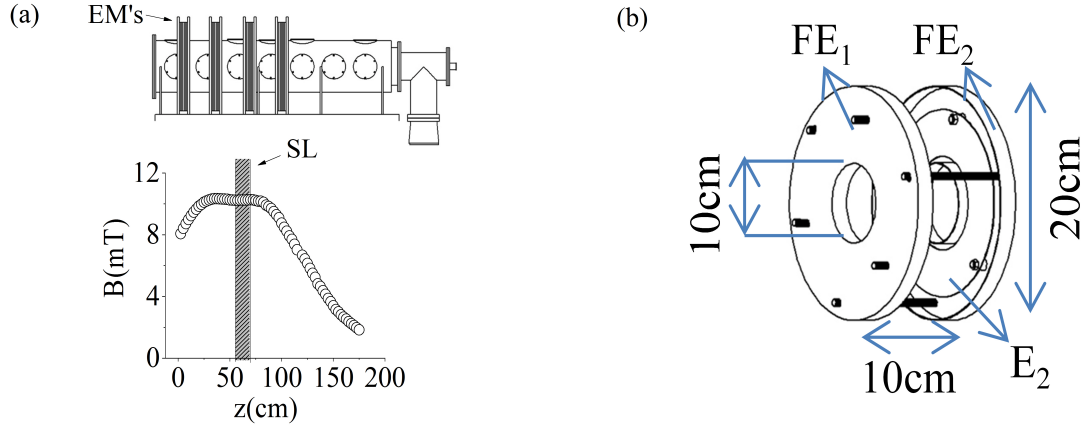 (a)
EM's
SL
12
8
4
0
B(mT)
0 50 100 150 200
z(cm)
(b)
FE₁ FE₂
10cm
20cm
10cm
E₂